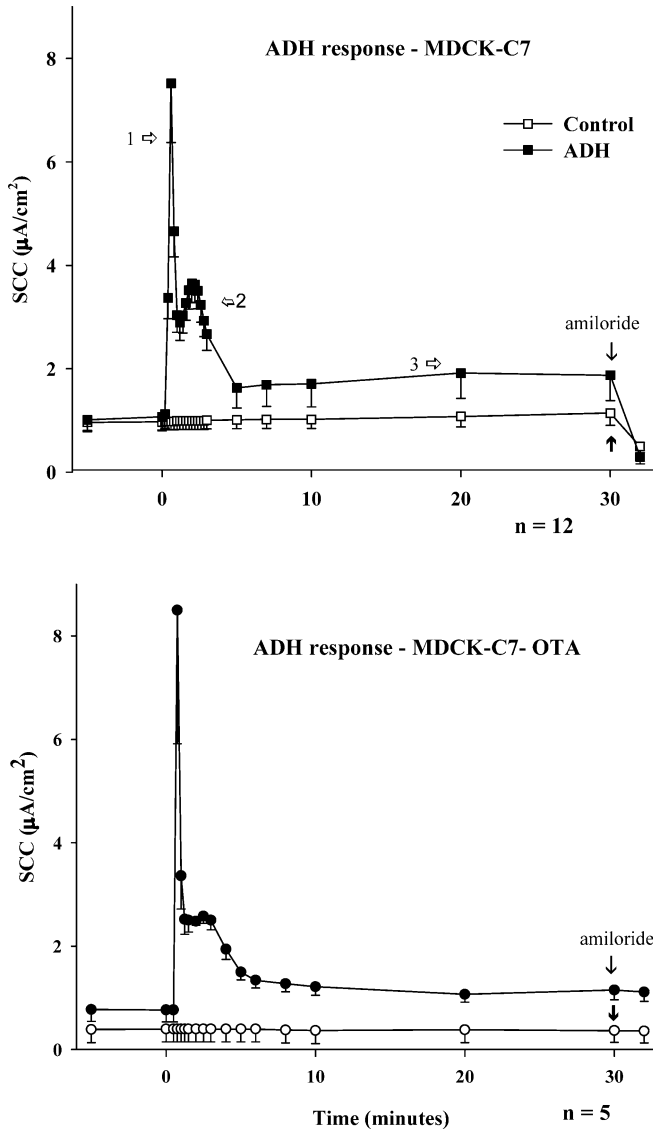 ADH response - MDCK-C7
8
6
4
2
0
SCC (µA/cm²)
Control
ADH
1 ⇨
⇦2
3 ⇨
amiloride
0 10 20 30
n = 12
ADH response - MDCK-C7- OTA
8
6
4
2
0
SCC (µA/cm²)
amiloride
0 10 20 30
Time (minutes)
n = 5